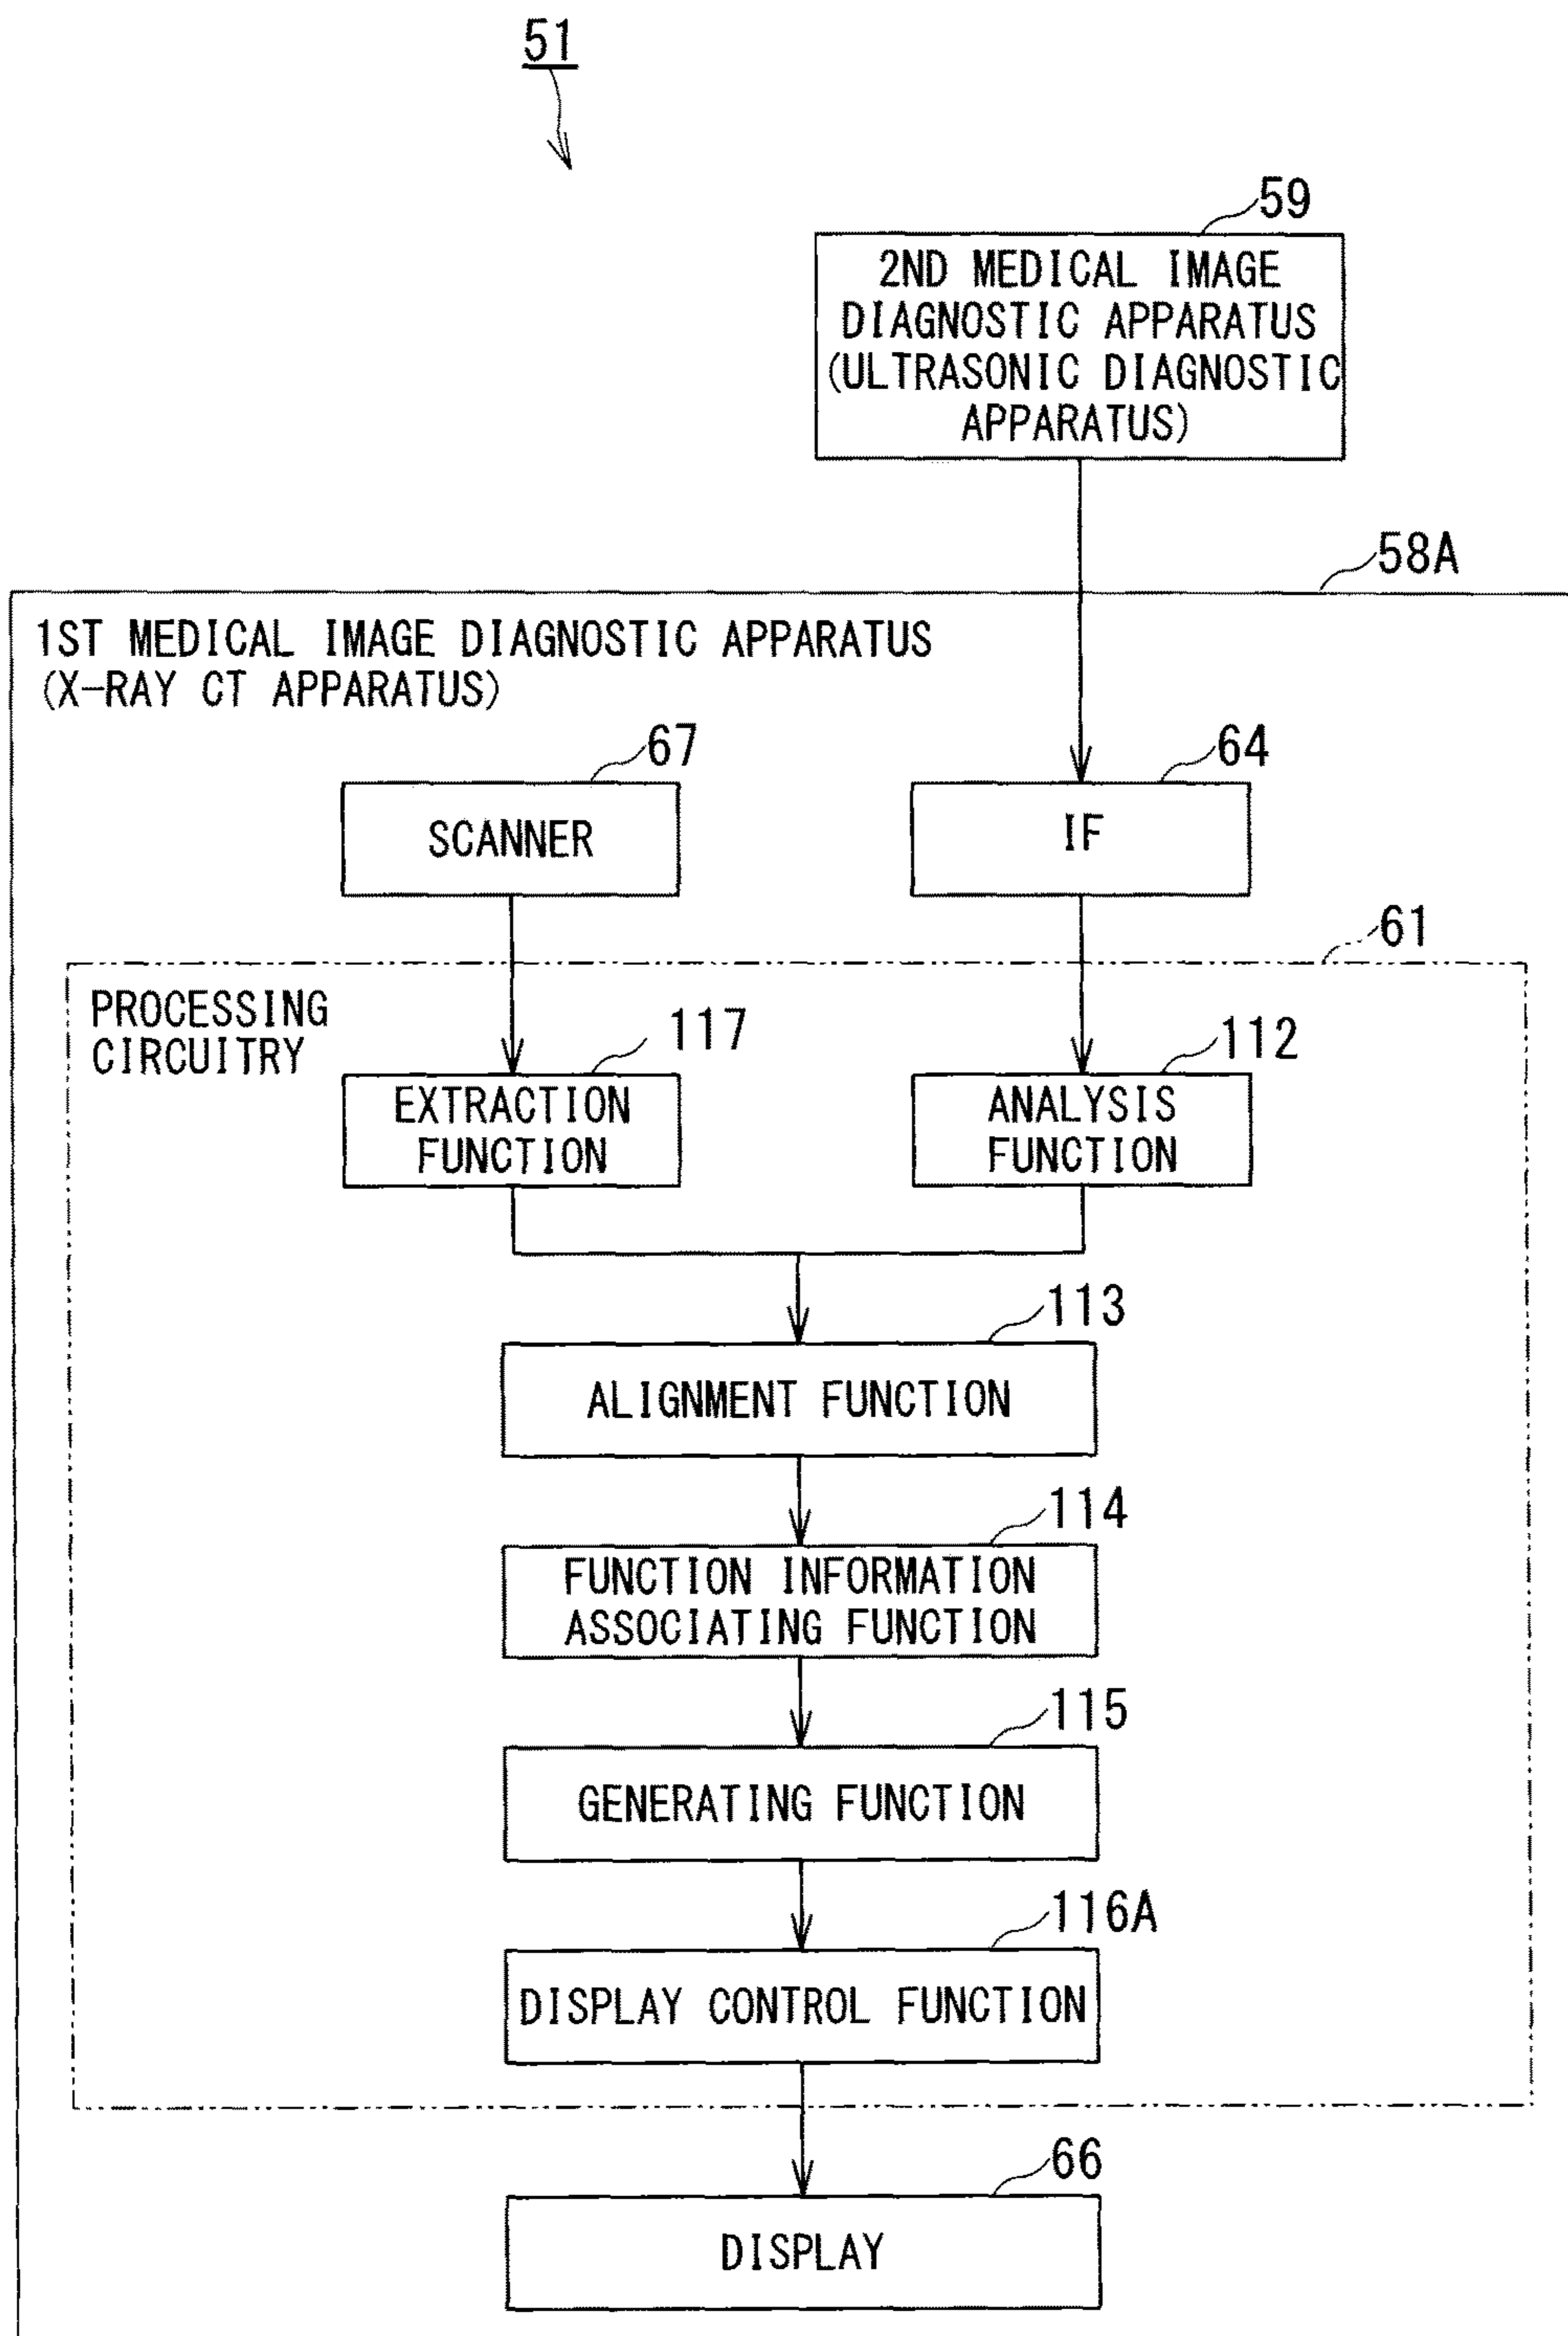 51
59
2ND MEDICAL IMAGE
DIAGNOSTIC APPARATUS
(ULTRASONIC DIAGNOSTIC
APPARATUS)
58A
1ST MEDICAL IMAGE DIAGNOSTIC APPARATUS
(X-RAY CT APPARATUS)
67
64
SCANNER
IF
61
PROCESSING
CIRCUITRY
117
112
EXTRACTION
FUNCTION
ANALYSIS
FUNCTION
113
ALIGNMENT FUNCTION
114
FUNCTION INFORMATION
ASSOCIATING FUNCTION
115
GENERATING FUNCTION
116A
DISPLAY CONTROL FUNCTION
66
DISPLAY